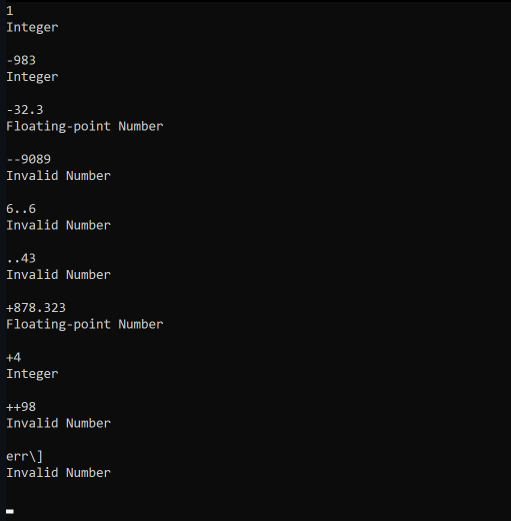 1
Integer
-983
Integer
-32.3
Floating-point Number
--9089
Invalid Number
6..6
Invalid Number
..43
Invalid Number
+878.323
Floating-point Number
+4
Integer
++98
Invalid Number
err\]
Invalid Number